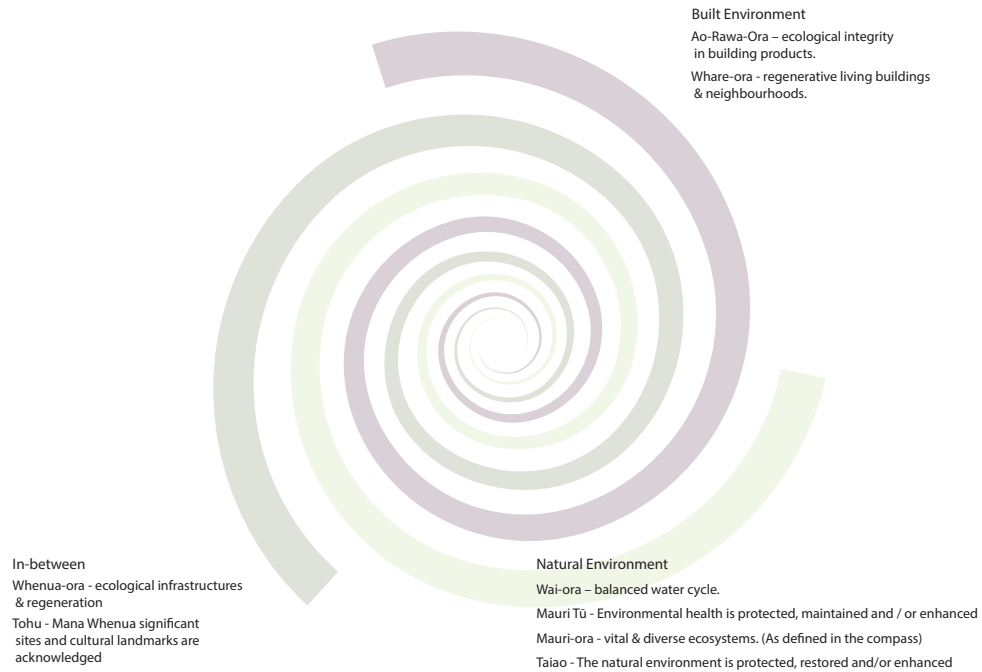 Built Environment
Ao-Rawa-Ora – ecological integrity
in building products.
Whare-ora - regenerative living buildings
& neighbourhoods.
In-between
Whenua-ora - ecological infrastructures
& regeneration
Tohu - Mana Whenua significant
sites and cultural landmarks are
acknowledged
Natural Environment
Wai-ora – balanced water cycle.
Mauri Tū - Environmental health is protected, maintained and / or enhanced
Mauri-ora - vital & diverse ecosystems. (As defined in the compass)
Taiao - The natural environment is protected, restored and/or enhanced